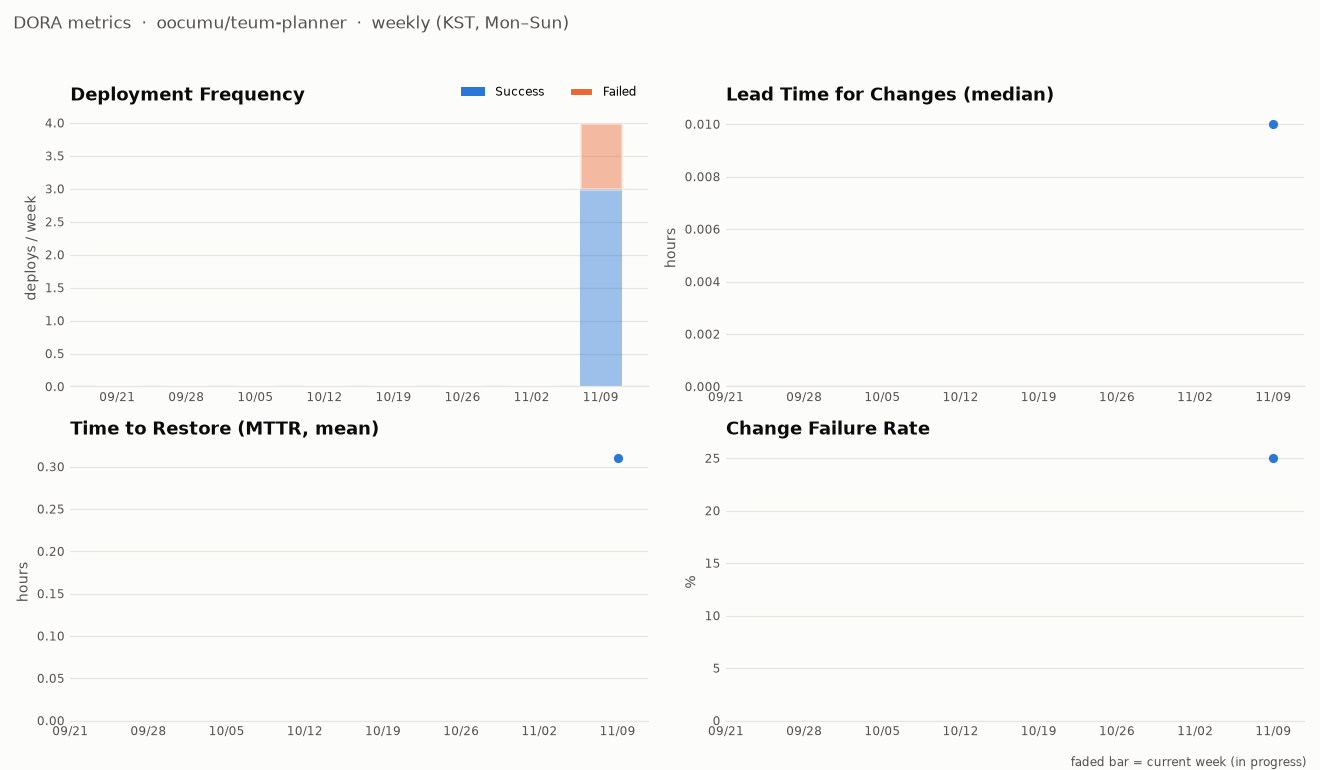 DORA metrics · oocumu/teum-planner · weekly (KST, Mon–Sun)
Deployment Frequency
Success Failed
4.0
3.5
3.0
2.5
2.0
1.5
1.0
0.5
0.0
deploys / week
09/21 09/28 10/05 10/12 10/19 10/26 11/02 11/09
Lead Time for Changes (median)
0.010
0.008
0.006
0.004
0.002
0.000
hours
09/21 09/28 10/05 10/12 10/19 10/26 11/02 11/09
Time to Restore (MTTR, mean)
0.30
0.25
0.20
0.15
0.10
0.05
0.00
hours
09/21 09/28 10/05 10/12 10/19 10/26 11/02 11/09
Change Failure Rate
25
20
15
10
5
0
%
09/21 09/28 10/05 10/12 10/19 10/26 11/02 11/09
faded bar = current week (in progress)